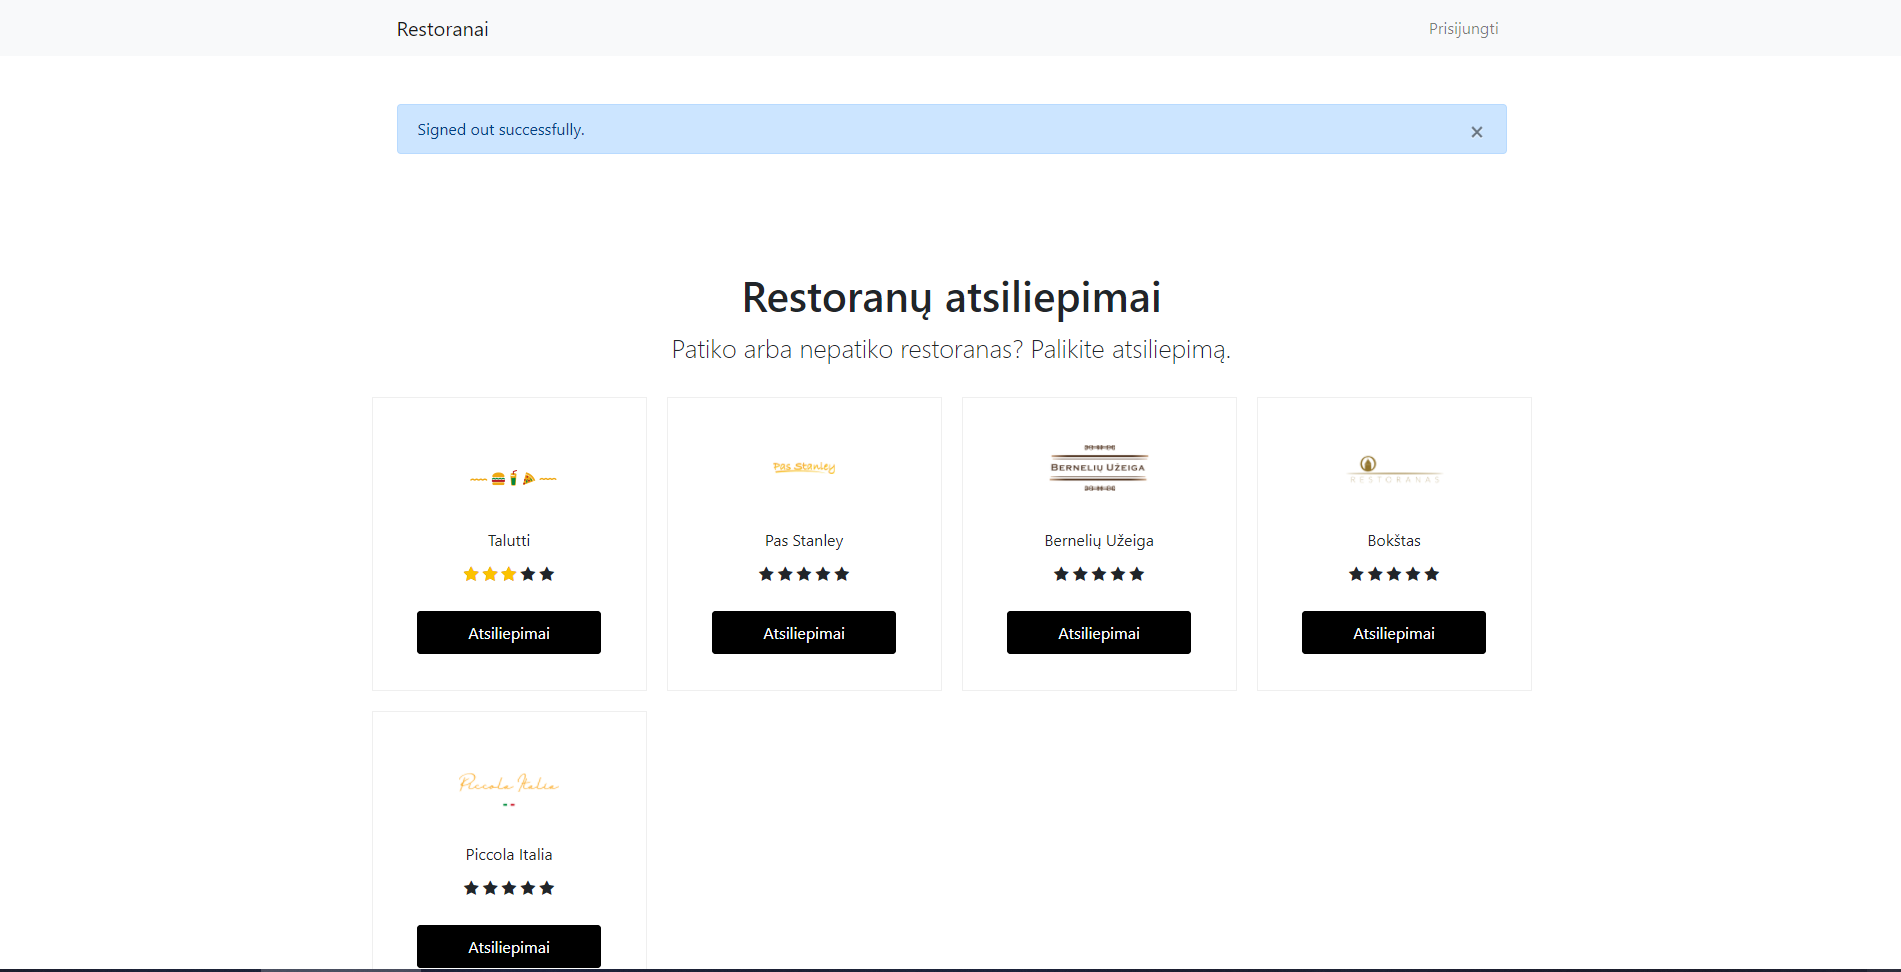 Restoranai
Prisijungti
Signed out successfully.
×
Restoranų atsiliepimai
Patiko arba nepatiko restoranas? Palikite atsiliepimą.
Pas Stanley
BERNELIŲ UŽEIGA
RESTORANAS
Talutti
Pas Stanley
Bernelių Užeiga
Bokštas
Atsiliepimai
Atsiliepimai
Atsiliepimai
Atsiliepimai
Piccola Italia
Piccola Italia
Atsiliepimai